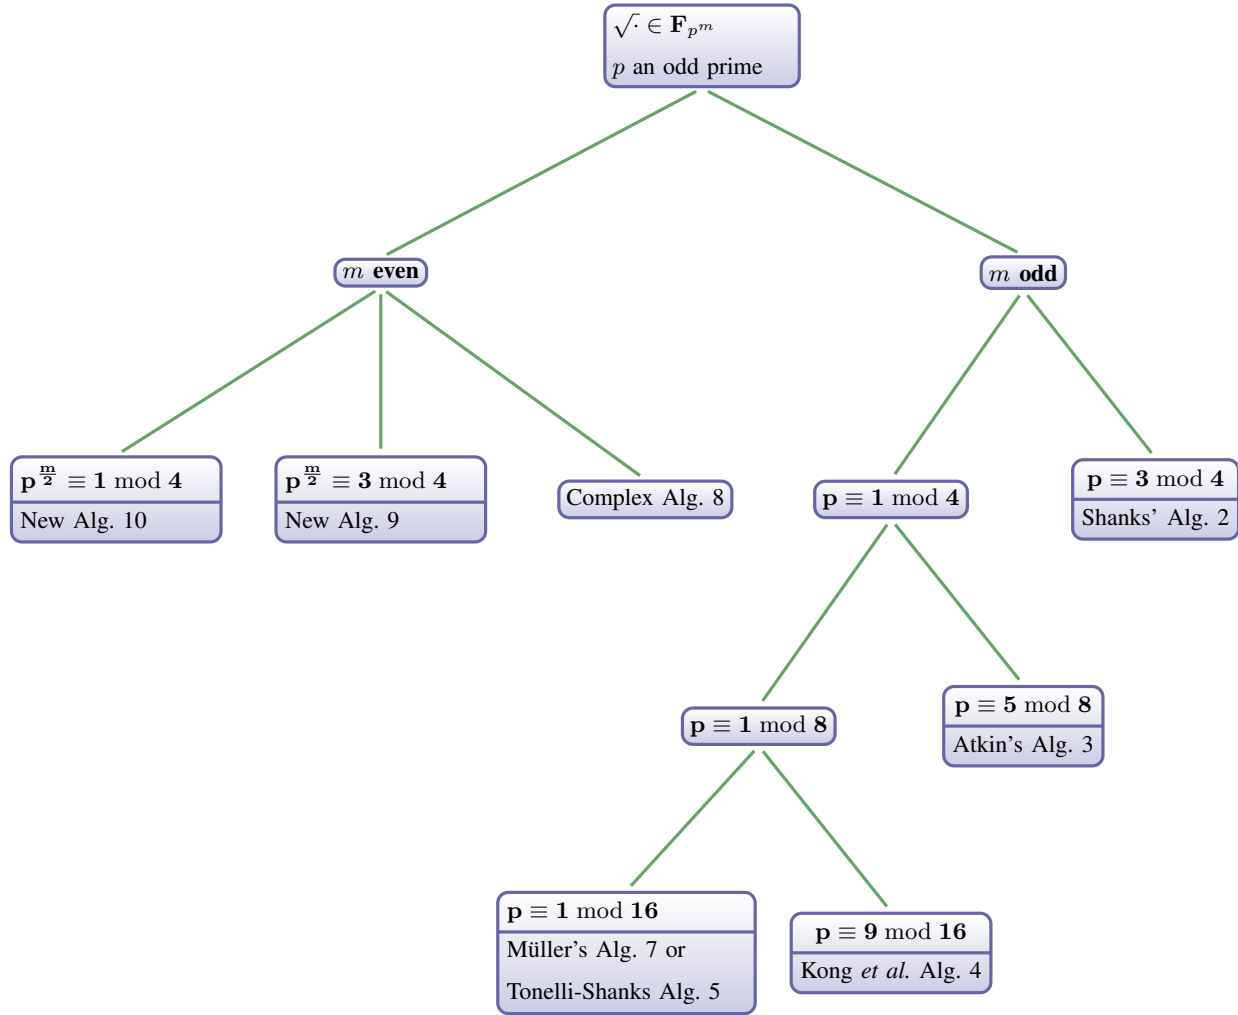 √· ∈ F_{p^m}
p an odd prime
m even
m odd
p^{m/2} ≡ 1 mod 4
New Alg. 10
p^{m/2} ≡ 3 mod 4
New Alg. 9
Complex Alg. 8
p ≡ 1 mod 4
p ≡ 3 mod 4
Shanks' Alg. 2
p ≡ 1 mod 8
p ≡ 5 mod 8
Atkin's Alg. 3
p ≡ 1 mod 16
Müller's Alg. 7 or
Tonelli-Shanks Alg. 5
p ≡ 9 mod 16
Kong et al. Alg. 4